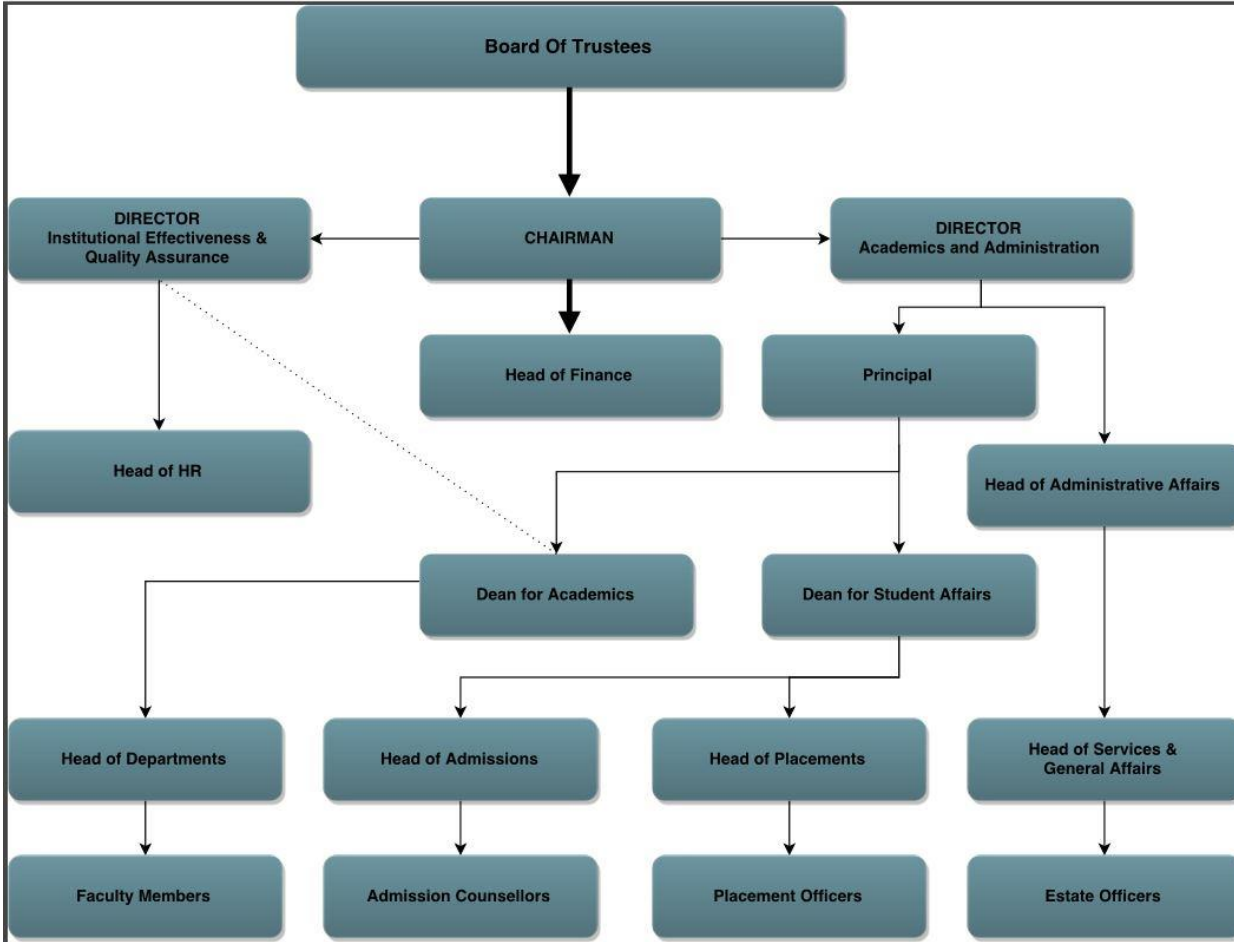 Board Of Trustees
DIRECTOR
Institutional Effectiveness &
Quality Assurance
CHAIRMAN
DIRECTOR
Academics and Administration
Head of Finance
Principal
Head of HR
Head of Administrative Affairs
Dean for Academics
Dean for Student Affairs
Head of Departments
Head of Admissions
Head of Placements
Head of Services &
General Affairs
Faculty Members
Admission Counsellors
Placement Officers
Estate Officers